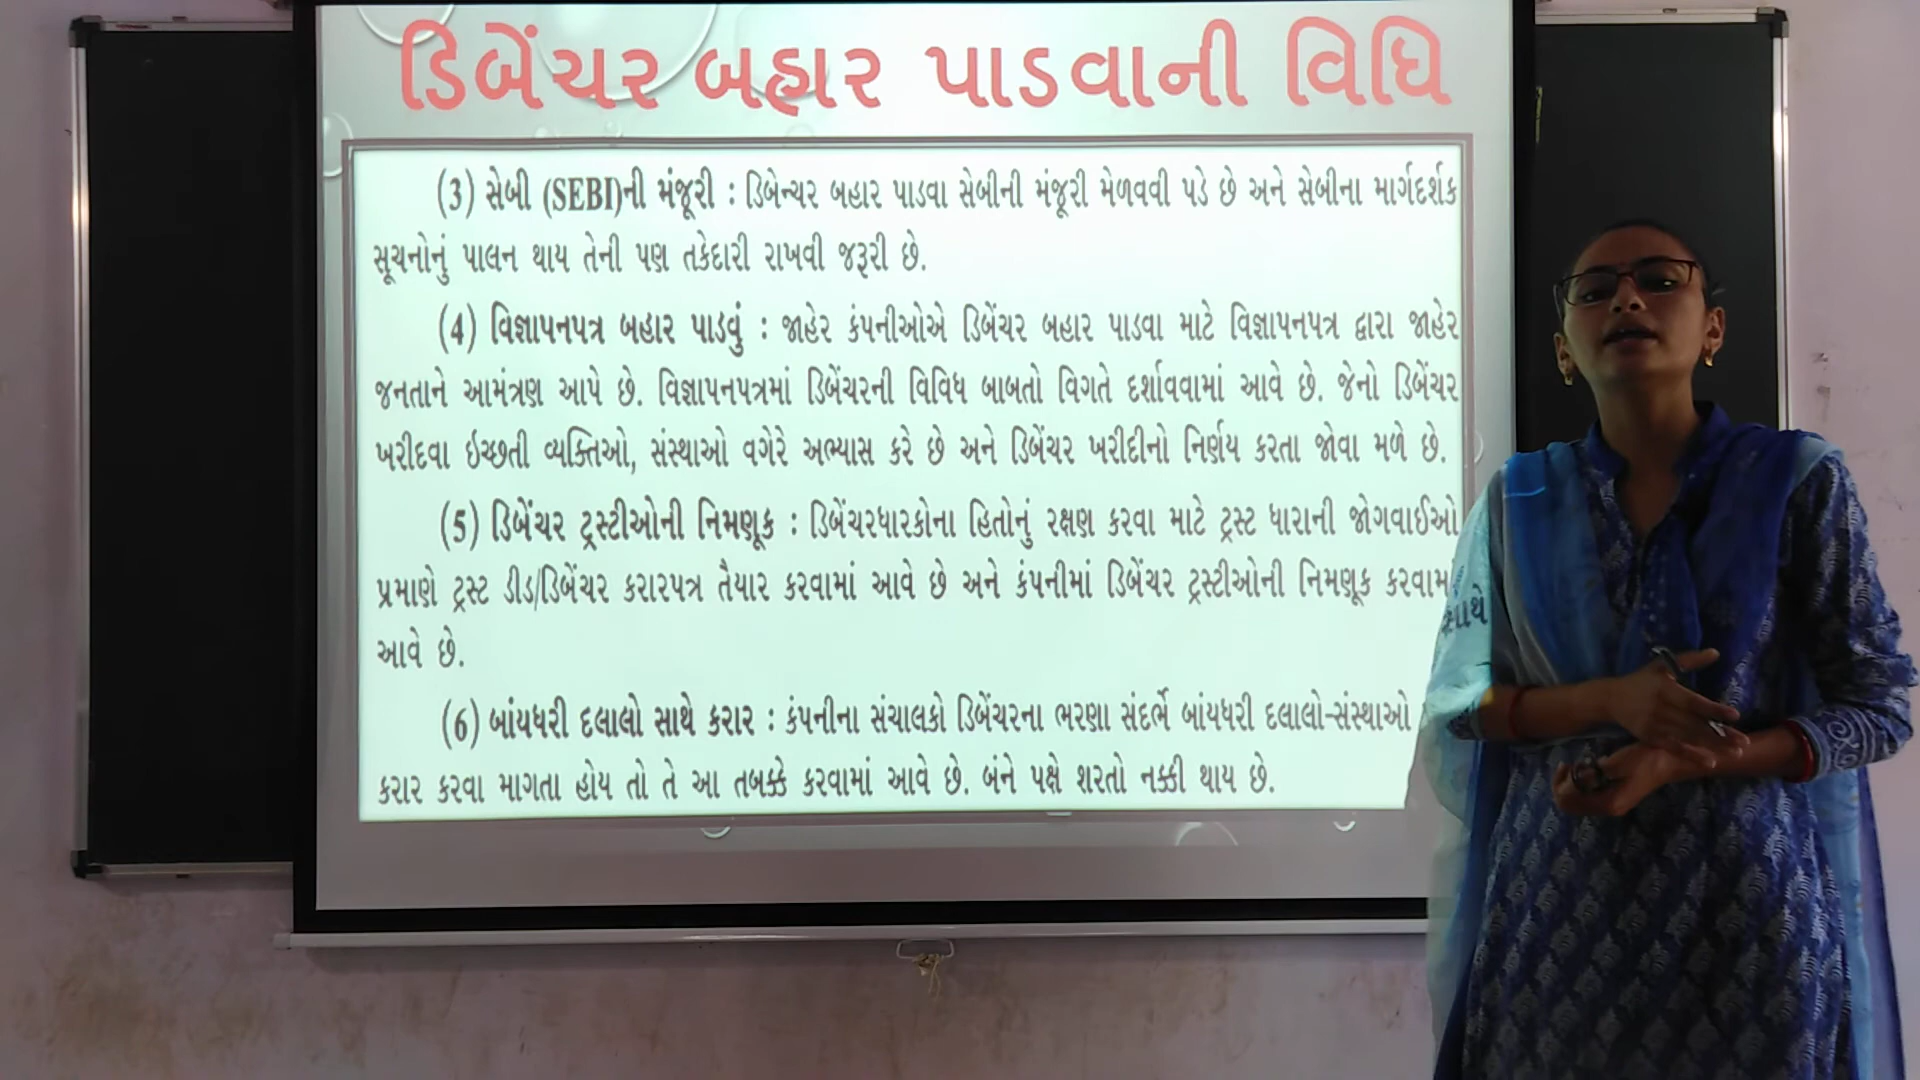 ડિબેંચર બહાર પાડવાની વિધિ
(3) સેબી (SEBI)ની મંજૂરી : ડિબેન્ચર બહાર પાડવા સેબીની મંજૂરી મેળવવી પડે છે અને સેબીના માર્ગદર્શક
સૂચનોનું પાલન થાય તેની પણ તકેદારી રાખવી જરૂરી છે.
(4) વિજ્ઞાપનપત્ર બહાર પાડવું : જાહેર કંપનીઓએ ડિબેંચર બહાર પાડવા માટે વિજ્ઞાપનપત્ર દ્વારા જાહેર
જનતાને આમંત્રણ આપે છે. વિજ્ઞાપનપત્રમાં ડિબેંચરની વિવિધ બાબતો વિગતે દર્શાવવામાં આવે છે. જેનો ડિબેંચર
ખરીદવા ઇચ્છતી વ્યક્તિઓ, સંસ્થાઓ વગેરે અભ્યાસ કરે છે અને ડિબેંચર ખરીદીનો નિર્ણય કરતા જોવા મળે છે.
(5) ડિબેંચર ટ્રસ્ટીઓની નિમણૂક : ડિબેંચરધારકોના હિતોનું રક્ષણ કરવા માટે ટ્રસ્ટ ધારાની જોગવાઈઓ
પ્રમાણે ટ્રસ્ટ ડીડ/ડિબેંચર કરારપત્ર તૈયાર કરવામાં આવે છે અને કંપનીમાં ડિબેંચર ટ્રસ્ટીઓની નિમણૂક કરવામાં
આવે છે.
(6) બાંયધરી દલાલો સાથે કરાર : કંપનીના સંચાલકો ડિબેંચરના ભરણા સંદર્ભે બાંયધરી દલાલો-સંસ્થાઓ સાથે
કરાર કરવા માગતા હોય તો તે આ તબક્કે કરવામાં આવે છે. બંને પક્ષે શરતો નક્કી થાય છે.